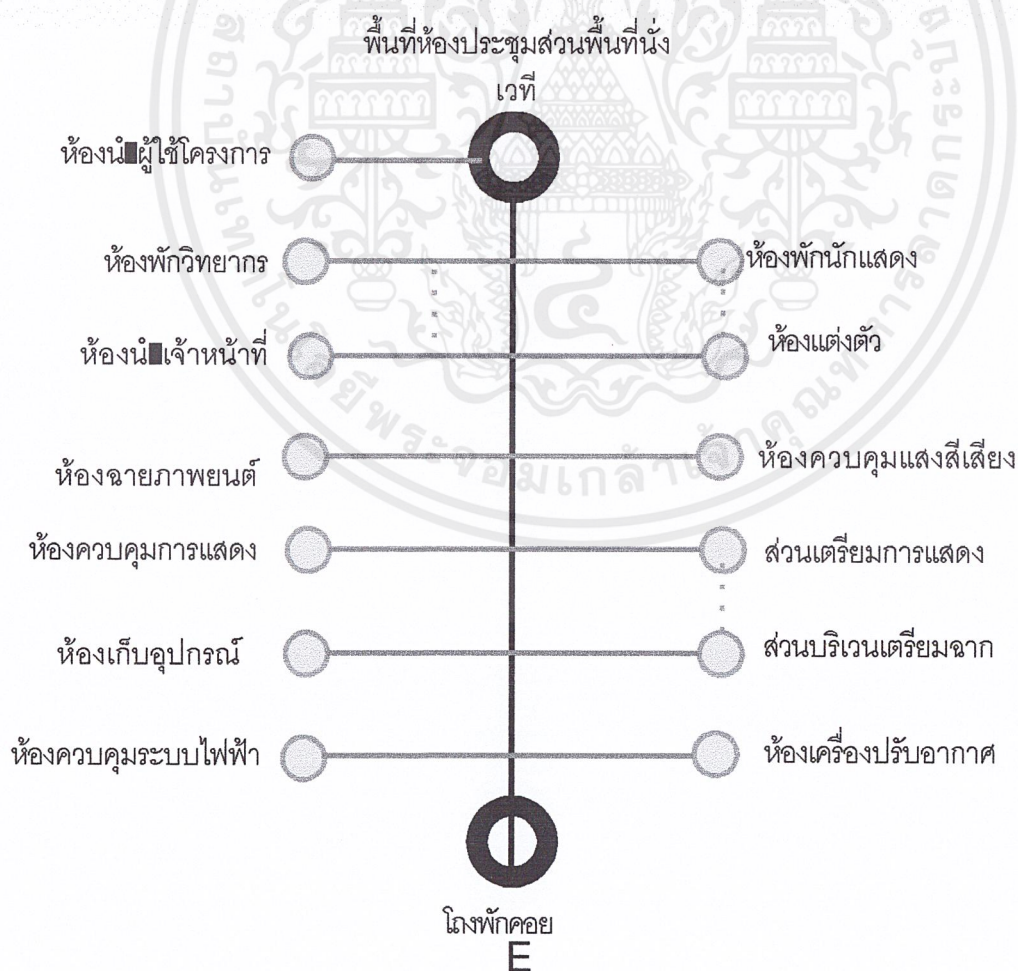 พื้นที่ห้องประชุมส่วนพื้นที่นั่ง
เวที
ห้องนํ■ผู้ใช้โครงการ
ห้องพักวิทยากร
ห้องพักนักแสดง
ห้องนํ■เจ้าหน้าที่
ห้องแต่งตัว
ห้องฉายภาพยนต์
ห้องควบคุมแสงสีเสียง
ห้องควบคุมการแสดง
ส่วนเตรียมการแสดง
ห้องเก็บอุปกรณ์
ส่วนบริเวนเตรียมฉาก
ห้องควบคุมระบบไฟฟ้า
ห้องเครื่องปรับอากาศ
โถงพักคอย
E